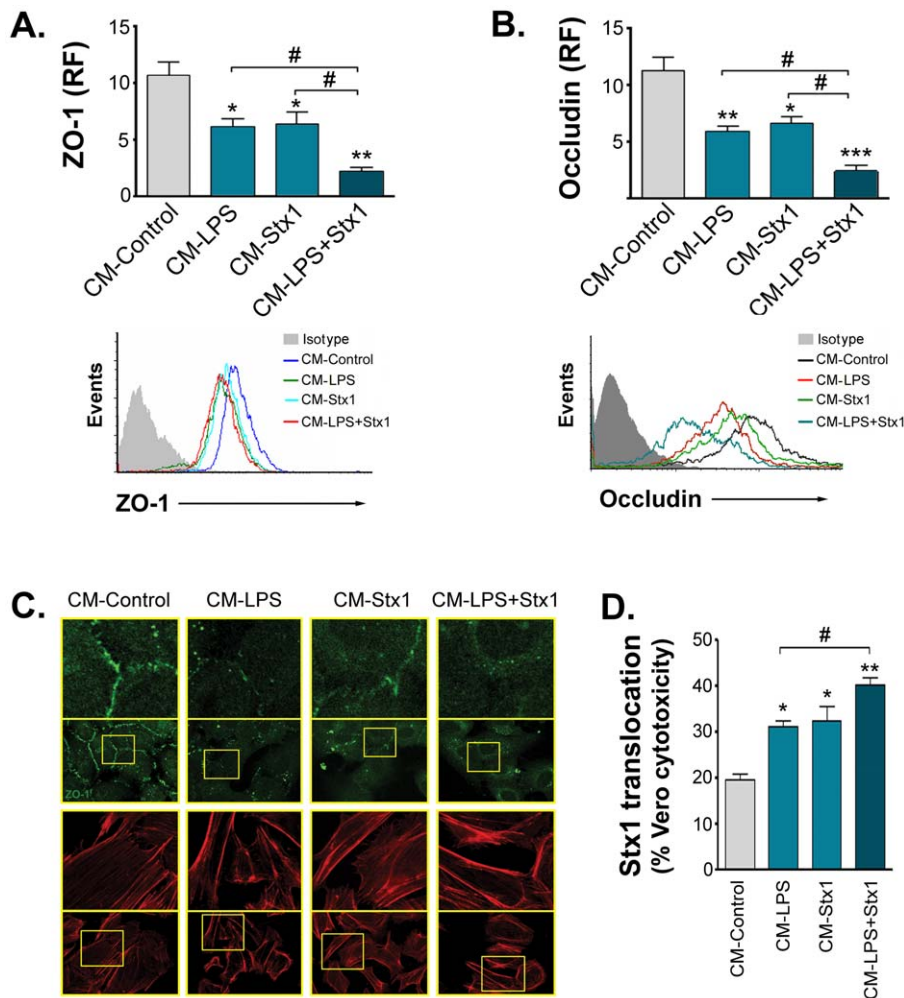 A.
ZO-1 (RF)
15
10
5
0
#
#
*
*
**
CM-Control
CM-LPS
CM-Stx1
CM-LPS+Stx1
B.
Occludin (RF)
15
10
5
#
#
**
*
***
CM-Control
CM-LPS
CM-Stx1
CM-LPS+Stx1
Events
Isotype
CM-Control
CM-LPS
CM-Stx1
CM-LPS+Stx1
ZO-1
Events
Isotype
CM-Control
CM-LPS
CM-Stx1
CM-LPS+Stx1
Occludin
C.
CM-Control
CM-LPS
CM-Stx1
CM-LPS+Stx1
ZO-1
D.
Stx1 translocation
(% Vero cytotoxicity)
50
40
30
20
10
0
#
*
*
**
CM-Control
CM-LPS
CM-Stx1
CM-LPS+Stx1